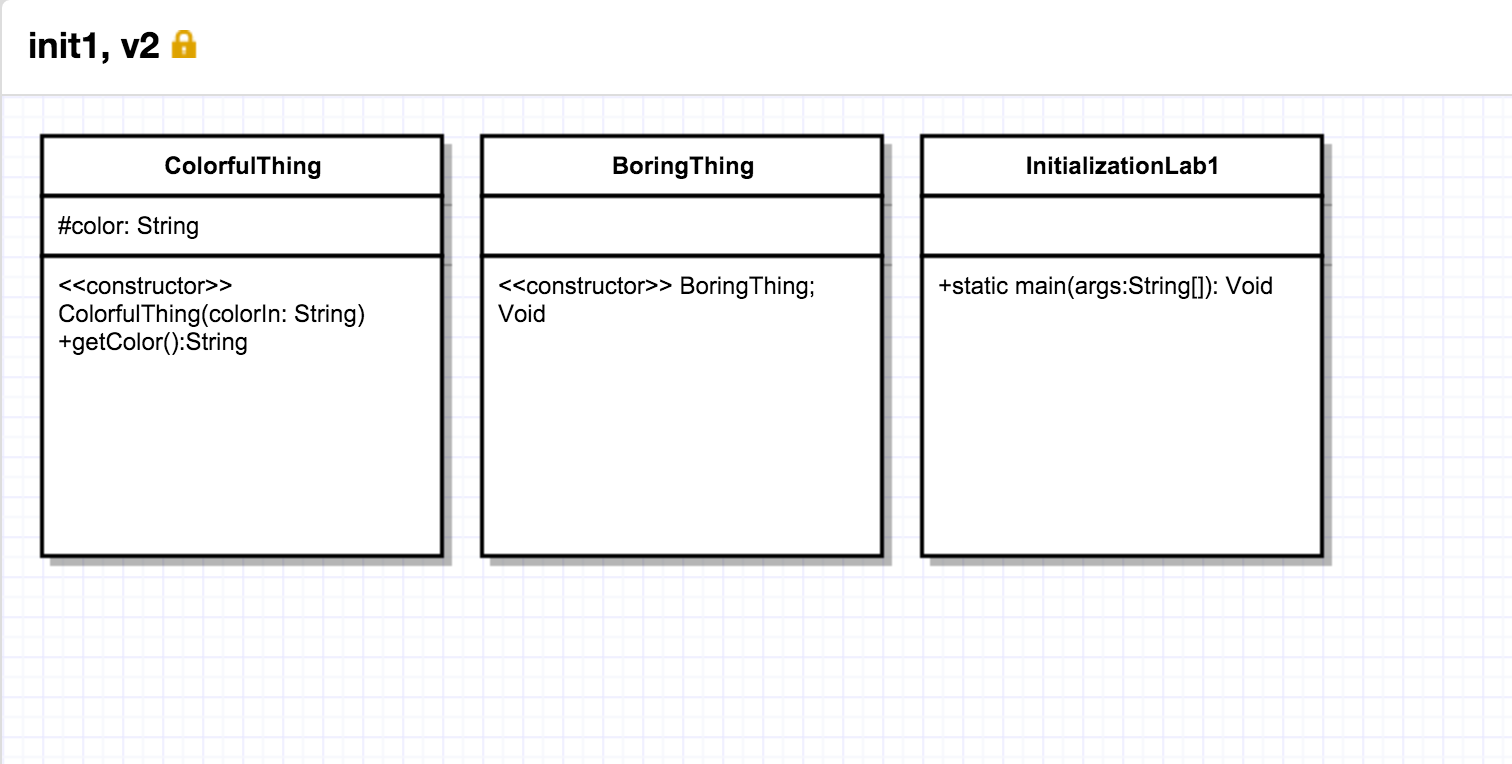 init1, v2
ColorfulThing
#color: String
<<constructor>>
ColorfulThing(colorIn: String)
+getColor():String
BoringThing
<<constructor>> BoringThing;
Void
InitializationLab1
+static main(args:String[]): Void